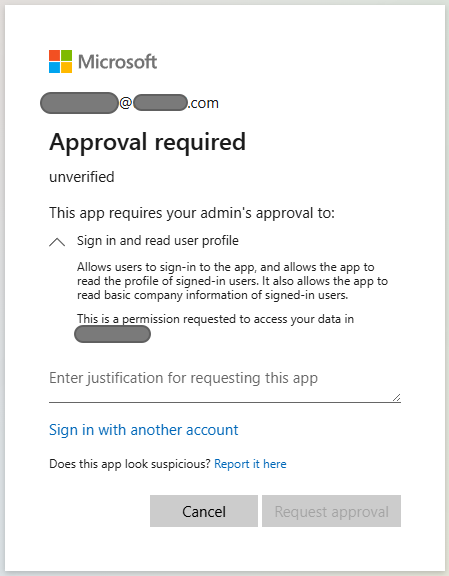 Microsoft
@.com
Approval required
unverified
This app requires your admin's approval to:
Sign in and read user profile
Allows users to sign-in to the app, and allows the app to
read the profile of signed-in users. It also allows the app to
read basic company information of signed-in users.
This is a permission requested to access your data in
Enter justification for requesting this app
Sign in with another account
Does this app look suspicious? Report it here
Cancel Request approval